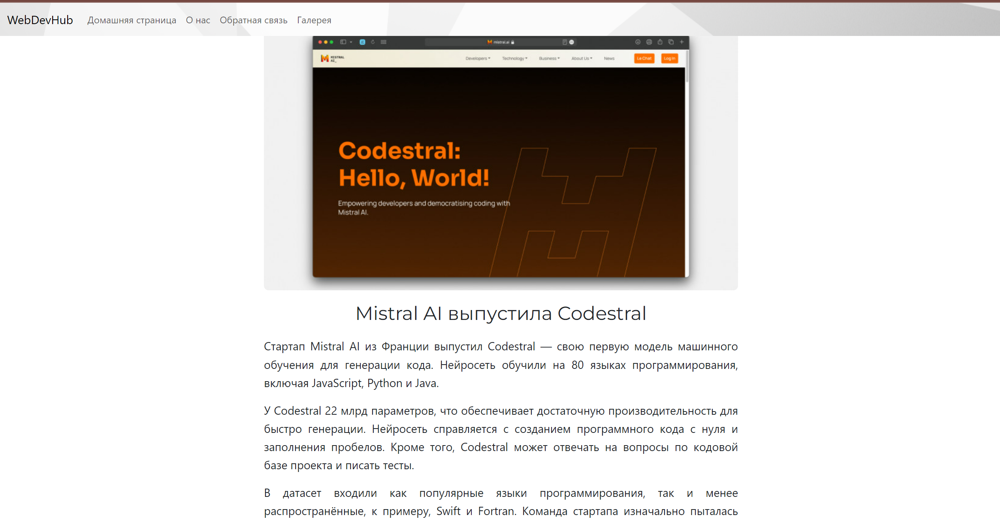 WebDevHub Домашняя страница О нас Обратная связь Галерея
mistral.ai
MISTRAL AI_ Developers Technology Business About Us News Le Chat Log in
Codestral:
Hello, World!
Empowering developers and democratising coding with
Mistral AI.
Mistral AI выпустила Codestral
Стартап Mistral AI из Франции выпустил Codestral — свою первую модель машинного
обучения для генерации кода. Нейросеть обучили на 80 языках программирования,
включая JavaScript, Python и Java.
У Codestral 22 млрд параметров, что обеспечивает достаточную производительность для
быстро генерации. Нейросеть справляется с созданием программного кода с нуля и
заполнения пробелов. Кроме того, Codestral может отвечать на вопросы по кодовой
базе проекта и писать тесты.
В датасет входили как популярные языки программирования, так и менее
распространённые, к примеру, Swift и Fortran. Команда стартапа изначально пыталась